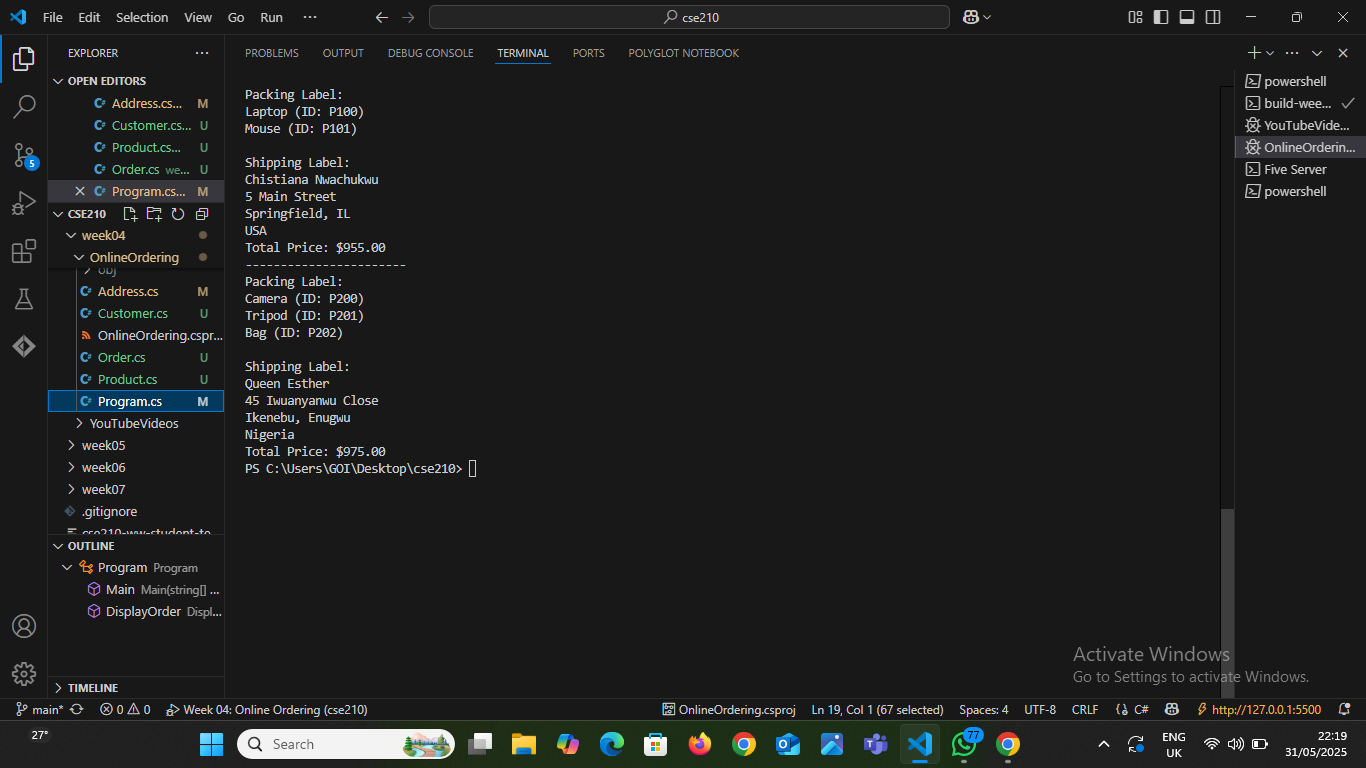 File Edit Selection View Go Run ···
cse210
EXPLORER ···
OPEN EDITORS
Address.cs... M
Customer.cs... U
Product.cs... U
Order.cs we... U
Program.cs... M
CSE210
week04
OnlineOrdering
obj
Address.cs M
Customer.cs U
OnlineOrdering.cspr...
Order.cs U
Product.cs U
Program.cs M
YouTubeVideos
week05
week06
week07
.gitignore
cse210-ww-student-te...
OUTLINE
Program Program
Main Main(string[] ...
DisplayOrder Displ...
TIMELINE
PROBLEMS OUTPUT DEBUG CONSOLE TERMINAL PORTS POLYGLOT NOTEBOOK
Packing Label:
Laptop (ID: P100)
Mouse (ID: P101)
Shipping Label:
Chistiana Nwachukwu
5 Main Street
Springfield, IL
USA
Total Price: $955.00
-----------------------
Packing Label:
Camera (ID: P200)
Tripod (ID: P201)
Bag (ID: P202)
Shipping Label:
Queen Esther
45 Iwuanyanwu Close
Ikenebu, Enugwu
Nigeria
Total Price: $975.00
PS C:\Users\GOI\Desktop\cse210>
powershell
build-wee...
YouTubeVide...
OnlineOrderin...
Five Server
powershell
Activate Windows
Go to Settings to activate Windows.
5
main* 0 0 Week 04: Online Ordering (cse210)
OnlineOrdering.csproj Ln 19, Col 1 (67 selected) Spaces: 4 UTF-8 CRLF {} C# http://127.0.0.1:5500
27°
Search
77
ENG
UK
22:19
31/05/2025